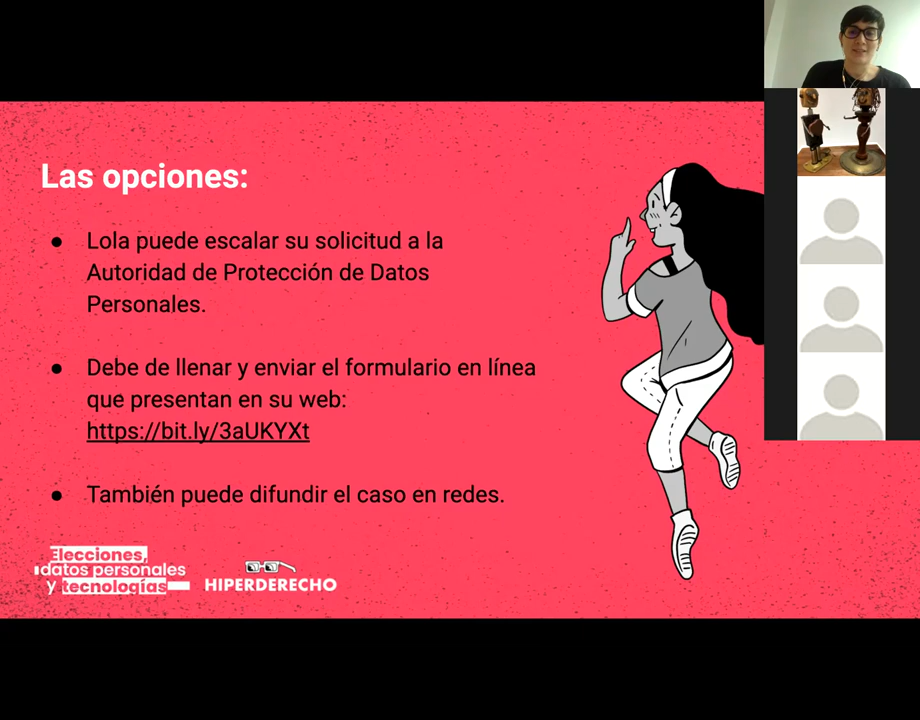 Las opciones:
● Lola puede escalar su solicitud a la
Autoridad de Protección de Datos
Personales.
● Debe de llenar y enviar el formulario en línea
que presentan en su web:
https://bit.ly/3aUKYXt
● También puede difundir el caso en redes.
Elecciones,
datos personales
y tecnologías
HIPERDERECHO